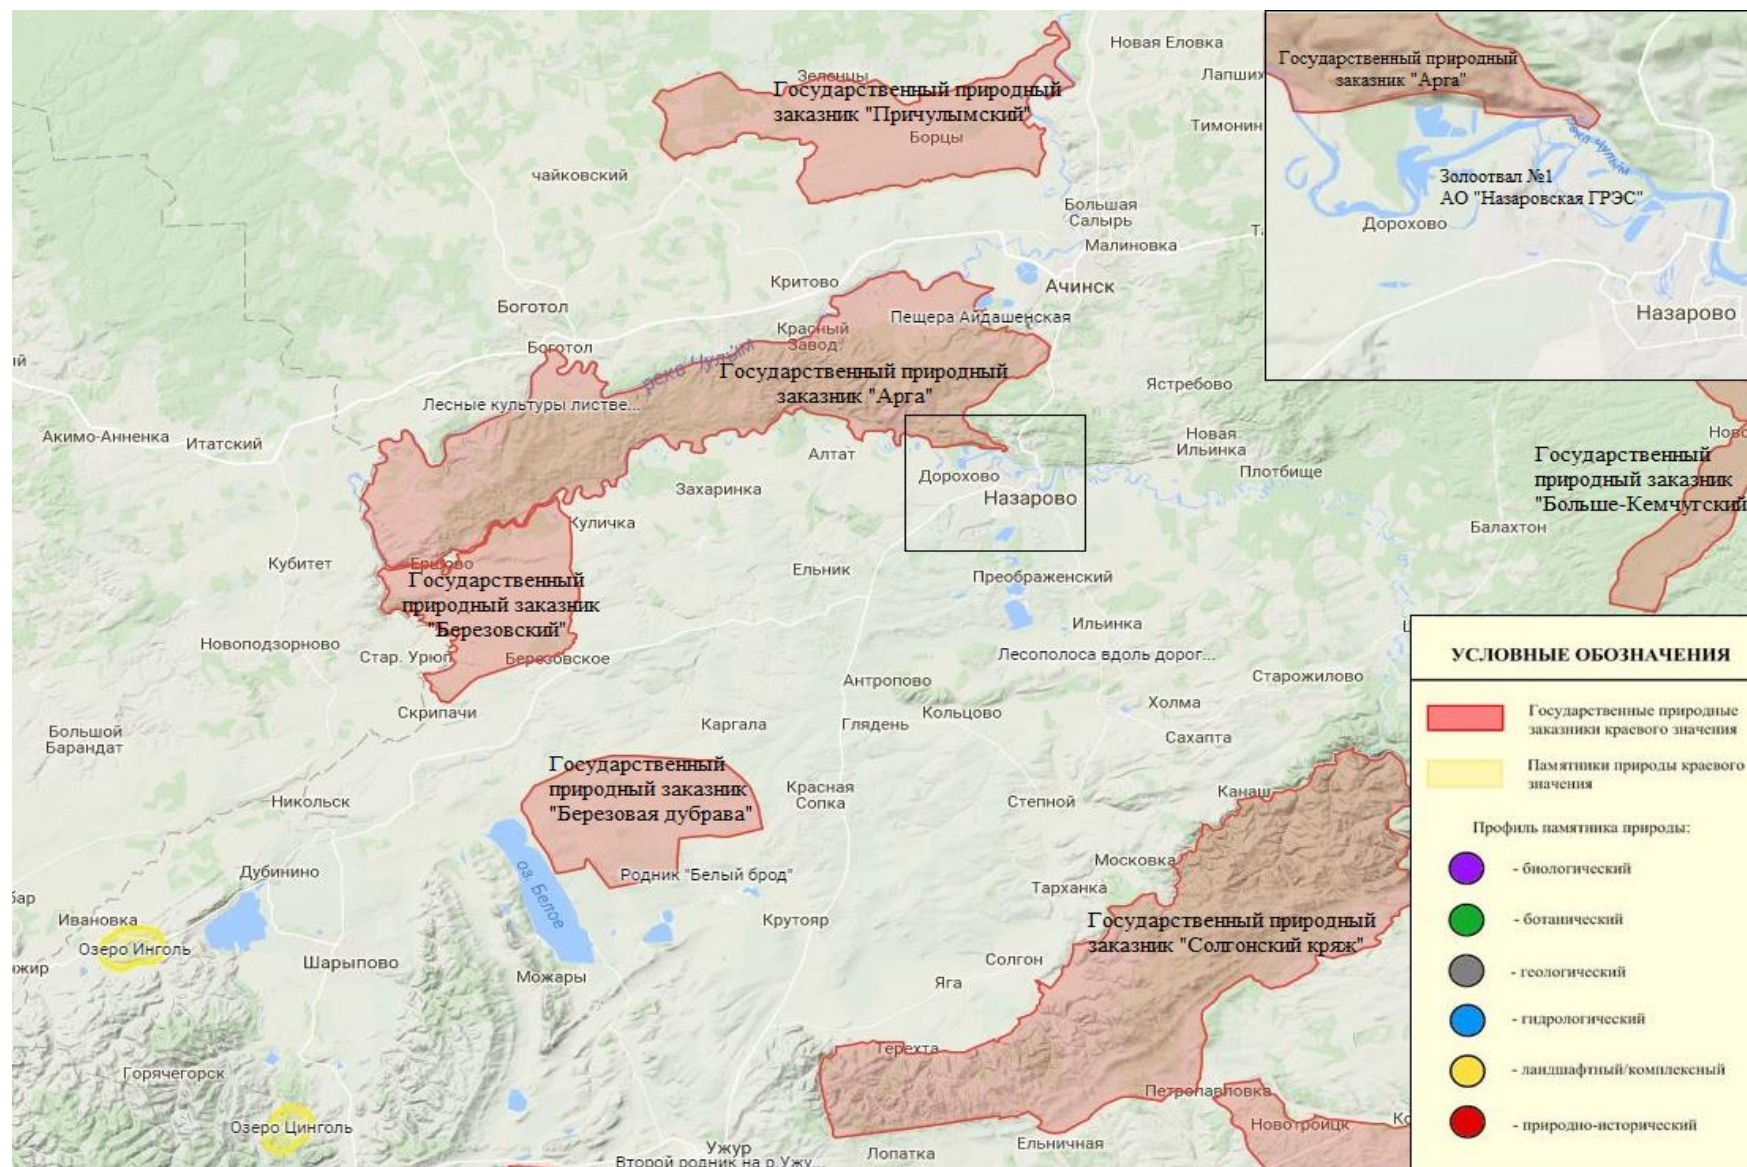 Новая Еловка
Зеленцы
Лапших
Государственный природный
заказник "Причулымский"
Борцы
Тимонин
чайковский
Большая
Салырь
Малиновка
Государственный природный
заказник "Арга"
река Чулым
Золоотвал №1
АО "Назаровская ГРЭС"
Дорохово
Назарово
Критово
Ачинск
Боготол
Пещера Айдашенская
Красный
Завод
Боготол
река Чулым
Государственный природный
заказник "Арга"
Ястребово
Лесные культуры листве...
Акимо-Анненка
Итатский
Алтат
Новая
Ильинка
Плотбище
Дорохово
Назарово
Захаринка
Куличка
Ново
Государственный
природный заказник
"Больше-Кемчугский
Балахтон
Кубитет
Ершово
Государственный
природный заказник
"Березовский"
Ельник
Преображенский
Новоподзорново
Стар. Урюп
Березовское
Ильинка
Лесополоса вдоль дорог...
Старожилово
Антропово
Холма
Скрипачи
Каргала
Глядень
Кольцово
Сахапта
Большой
Барандат
Государственный
природный заказник
"Березовая дубрава"
Красная
Сопка
Никольск
Степной
Канаш
Дубинино
оз. Белое
Родник "Белый брод"
Московка
Тарханка
Ивановка
Озеро Инголь
Крутояр
Государственный природный
заказник "Солгонский кряж"
Шарыпово
Можары
Солгон
Яга
Терехта
Горячегорск
Петропавловка
Озеро Цинголь
Новотроицк
Ужур
Второй родник на р.Ужу...
Лопатка
Ельничная
УСЛОВНЫЕ ОБОЗНАЧЕНИЯ
Государственные природные
заказники краевого значения
Памятники природы краевого
значения
Профиль памятника природы:
- биологический
- ботанический
- геологический
- гидрологический
- ландшафтный/комплексный
- природно-исторический